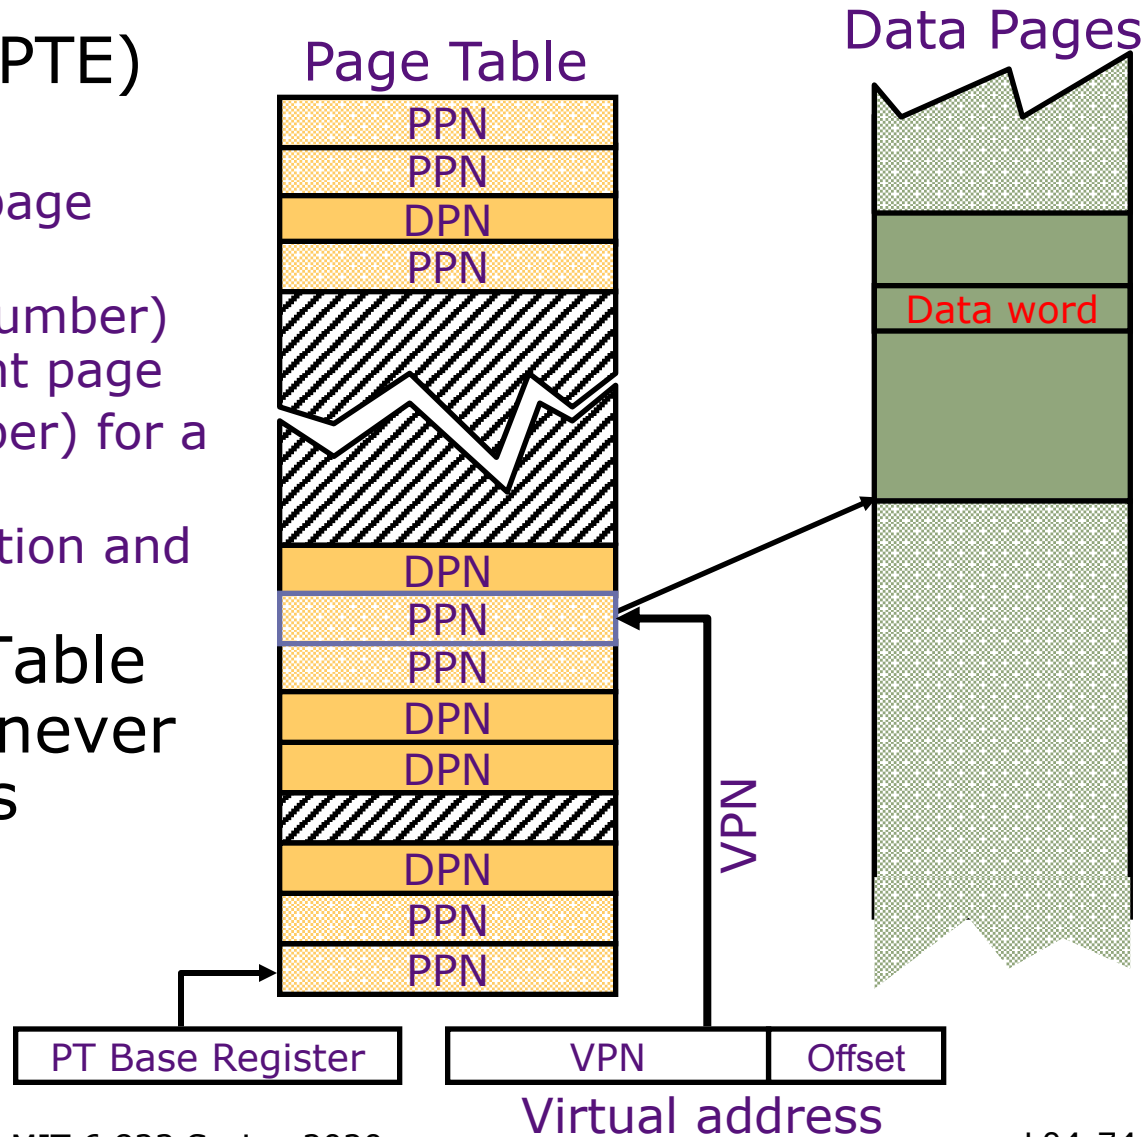 PTE)
page
umber)
nt page
per) for a
tion and
Table
never
s
Page Table
PPN
PPN
DPN
PPN
DPN
PPN
PPN
DPN
DPN
DPN
PPN
PPN
Data Pages
Data word
VPN
PT Base Register
VPN
Offset
Virtual address